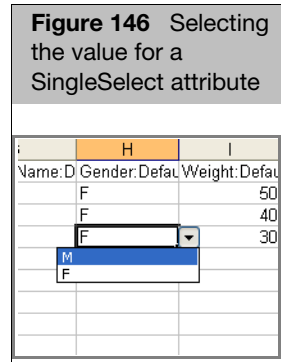 Figure 146 Selecting
the value for a
SingleSelect attribute
H I
Name:D Gender:Defau Weight:Defau
F 50
F 40
F 30
M
F